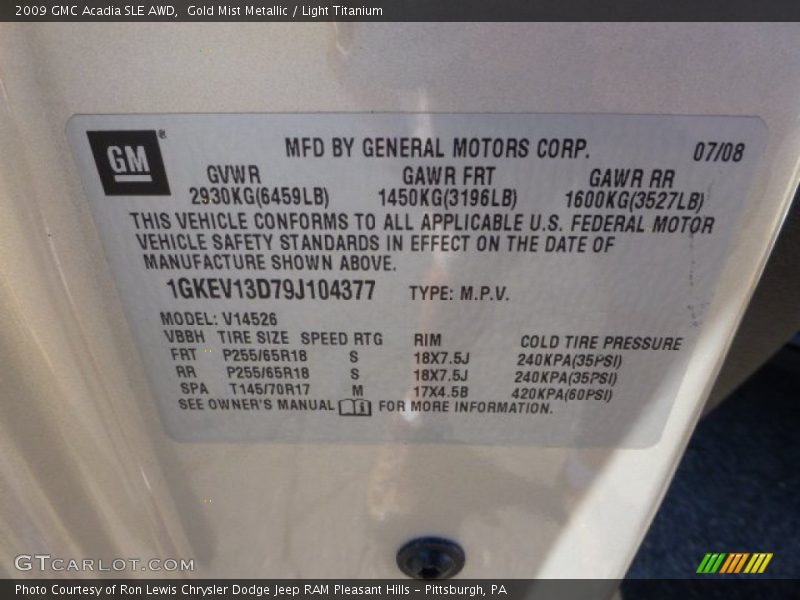 2009 GMC Acadia SLE AWD,  Gold Mist Metallic / Light Titanium
GM®
MFD BY GENERAL MOTORS CORP. 07/08
GVWR GAWR FRT GAWR RR
2930KG(6459LB) 1450KG(3196LB) 1600KG(3527LB)
THIS VEHICLE CONFORMS TO ALL APPLICABLE U.S. FEDERAL MOTOR
VEHICLE SAFETY STANDARDS IN EFFECT ON THE DATE OF
MANUFACTURE SHOWN ABOVE.
1GKEV13D79J104377 TYPE: M.P.V.
MODEL: V14526
VBBH TIRE SIZE SPEED RTG RIM COLD TIRE PRESSURE
FRT P255/65R18 S 18X7.5J 240KPA(35PSI)
RR P255/65R18 S 18X7.5J 240KPA(35PSI)
SPA T145/70R17 M 17X4.5B 420KPA(60PSI)
SEE OWNER'S MANUAL FOR MORE INFORMATION.
GTCARLOT.COM
Photo Courtesy of Ron Lewis Chrysler Dodge Jeep RAM Pleasant Hills - Pittsburgh, PA